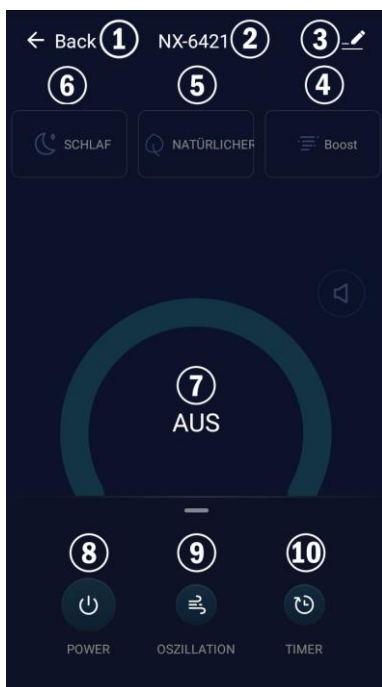 ← Back ① NX-6421 ② ③
⑥ ⑤ ④
SCHLAF NATÜRLICHER Boost
⑦
AUS
⑧ ⑨ ⑩
POWER OSZILLATION TIMER